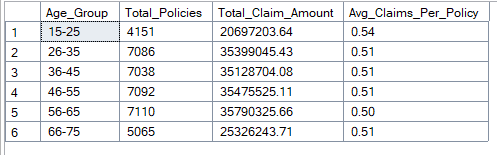 Age_Group Total_Policies Total_Claim_Amount Avg_Claims_Per_Policy
1 15-25 4151 20697203.64 0.54
2 26-35 7086 35399045.43 0.51
3 36-45 7038 35128704.08 0.51
4 46-55 7092 35475525.11 0.51
5 56-65 7110 35790325.66 0.50
6 66-75 5065 25326243.71 0.51